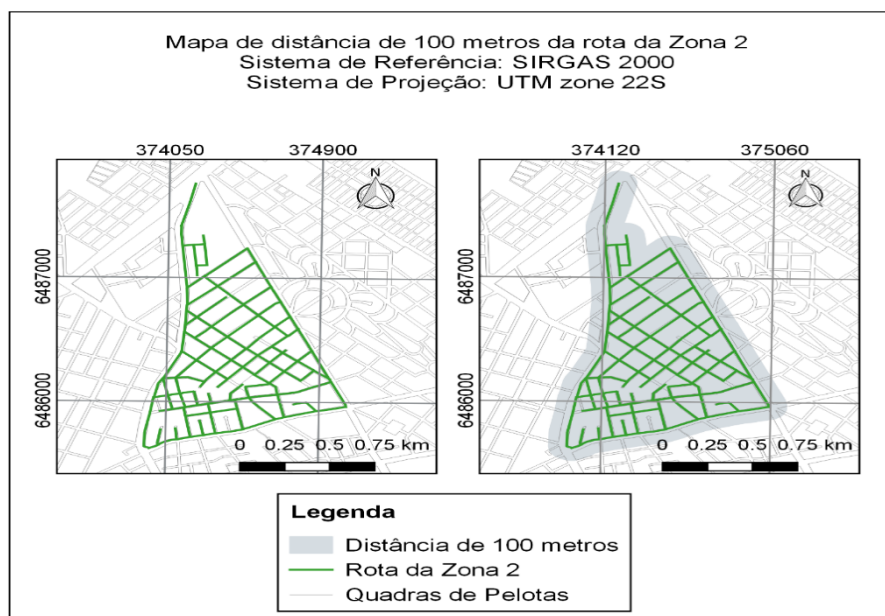 Mapa de distância de 100 metros da rota da Zona 2
Sistema de Referência: SIRGAS 2000
Sistema de Projeção: UTM zone 22S
374050 374900
374120 375060
N
N
6487000
6487000
6486000
6486000
0 0.25 0.5 0.75 km
0 0.25 0.5 0.75 km
Legenda
Distância de 100 metros
Rota da Zona 2
Quadras de Pelotas